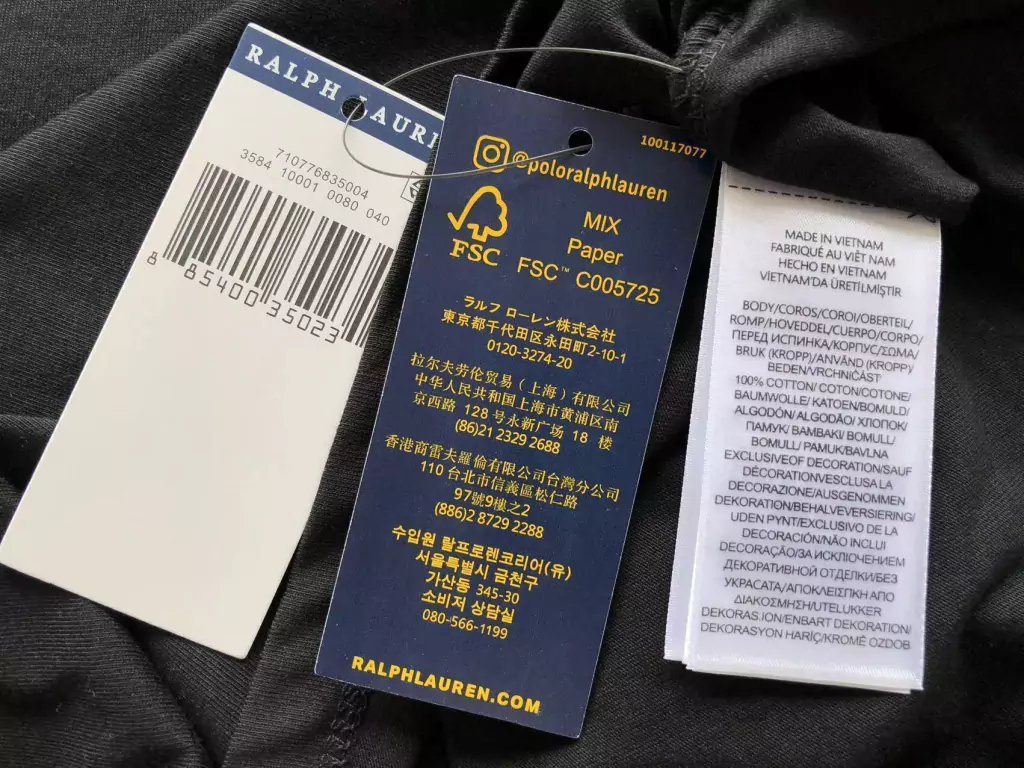 RALPH LAURE
710776835004
3584 10001 0080 040
8 85400 35023
100117077
@poloralphlauren
FSC
MIX
Paper
FSC™ C005725
ラルフ ローレン株式会社
東京都千代田区永田町2-10-1
0120-3274-20
拉尔夫劳伦贸易（上海）有限公司
中华人民共和国上海市黄浦区南
京西路 128 号永新广场 18 楼
(86)21 2329 2688
香港商雷夫羅倫有限公司台灣分公司
110 台北市信義區松仁路
97號9樓之2
(886)2 8729 2288
수입원 랄프로렌코리아(유)
서울특별시 금천구
가산동 345-30
소비저 상담실
080-566-1199
RALPHLAUREN.COM
MADE IN VIETNAM
FABRIQUÉ AU VIÊT NAM
HECHO EN VIETNAM
VIETNAM'DA ÜRETILMIŞTIR
BODY/COROS/COROI/OBERTEIL/
ROMP/HOVEDDEL/CUERPO/CORPO/
ПЕРЕД ИСПИНКА/КОРПУС/ΣΩΜΑ/
BRUK (KROPP)/ANVÄND (KROPP)/
BEDEN/VRCHNIČÁST
100% COTTON/ COTON/COTONE/
BAUMWOLLE/ KATOEN/BOMULD/
ALGODÓN/ ALGODÃO/ ХЛОПОК/
ПАМУК/ ΒΑΜΒΑΚΙ/ BOMULL/
BOMULL/ PAMUK/BAVLNA
EXCLUSIVEOF DECORATION/SAUF
DÉCORATIONVESCLUSA LA
DECORAZIONE/AUSGENOMMEN
DEKORATION/BEHALVEVERSIERING/
UDEN PYNT/EXCLUSIVO DE LA
DECORACIÓN/NÃO INCLUI
DECORAÇÃO/ЗА ИСКЛЮЧЕНИЕМ
ДЕКОРАТИВНОЙ ОТДЕЛКИ/БЕЗ
УКРАСАТА/ΑΠΟΚΛΕΙΣΤΙΚΗ ΑΠΟ
ΔΙΑΚΟΣΜΗΣΗ/UTELUKKER
DEKORAS.ION/ENBART DEKORATION/
DEKORASYON HARIÇ/KROMĚ OZDOB